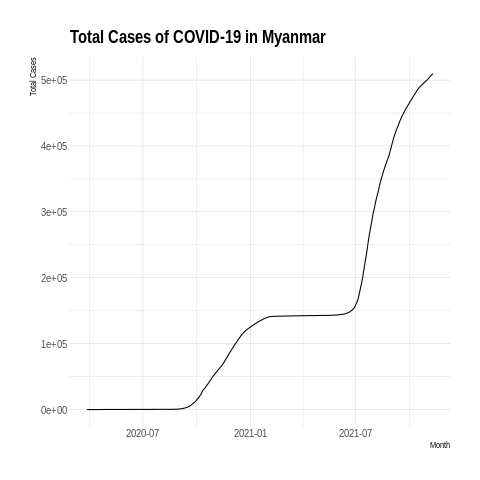 Total Cases of COVID-19 in Myanmar
Total Cases
5e+05
4e+05
3e+05
2e+05
1e+05
0e+00
2020-07 2021-01 2021-07
Month